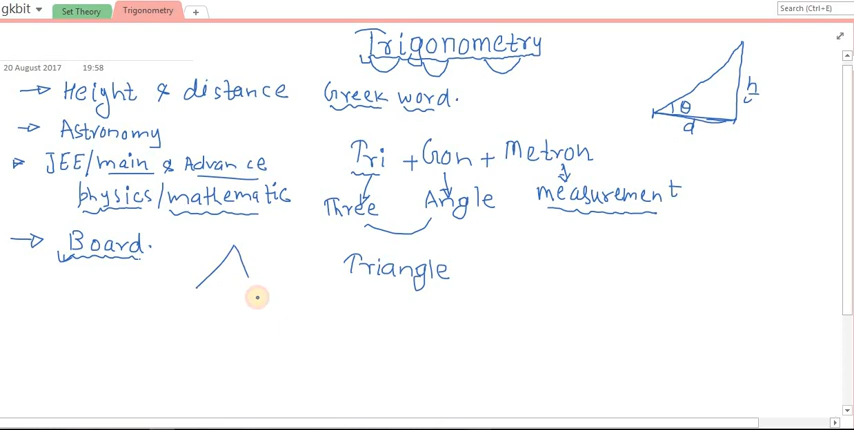 gkbit
Set Theory
Trigonometry
+
Search (Ctrl+E)
Trigonometry
20 August 2017 19:58
→ Height & distance
Greek word.
θ
h
d
→ Astronomy
→ JEE/main & Advance
physics/mathematic
Tri + Gon + Metron
Three Angle measurement
→ Board.
Triangle